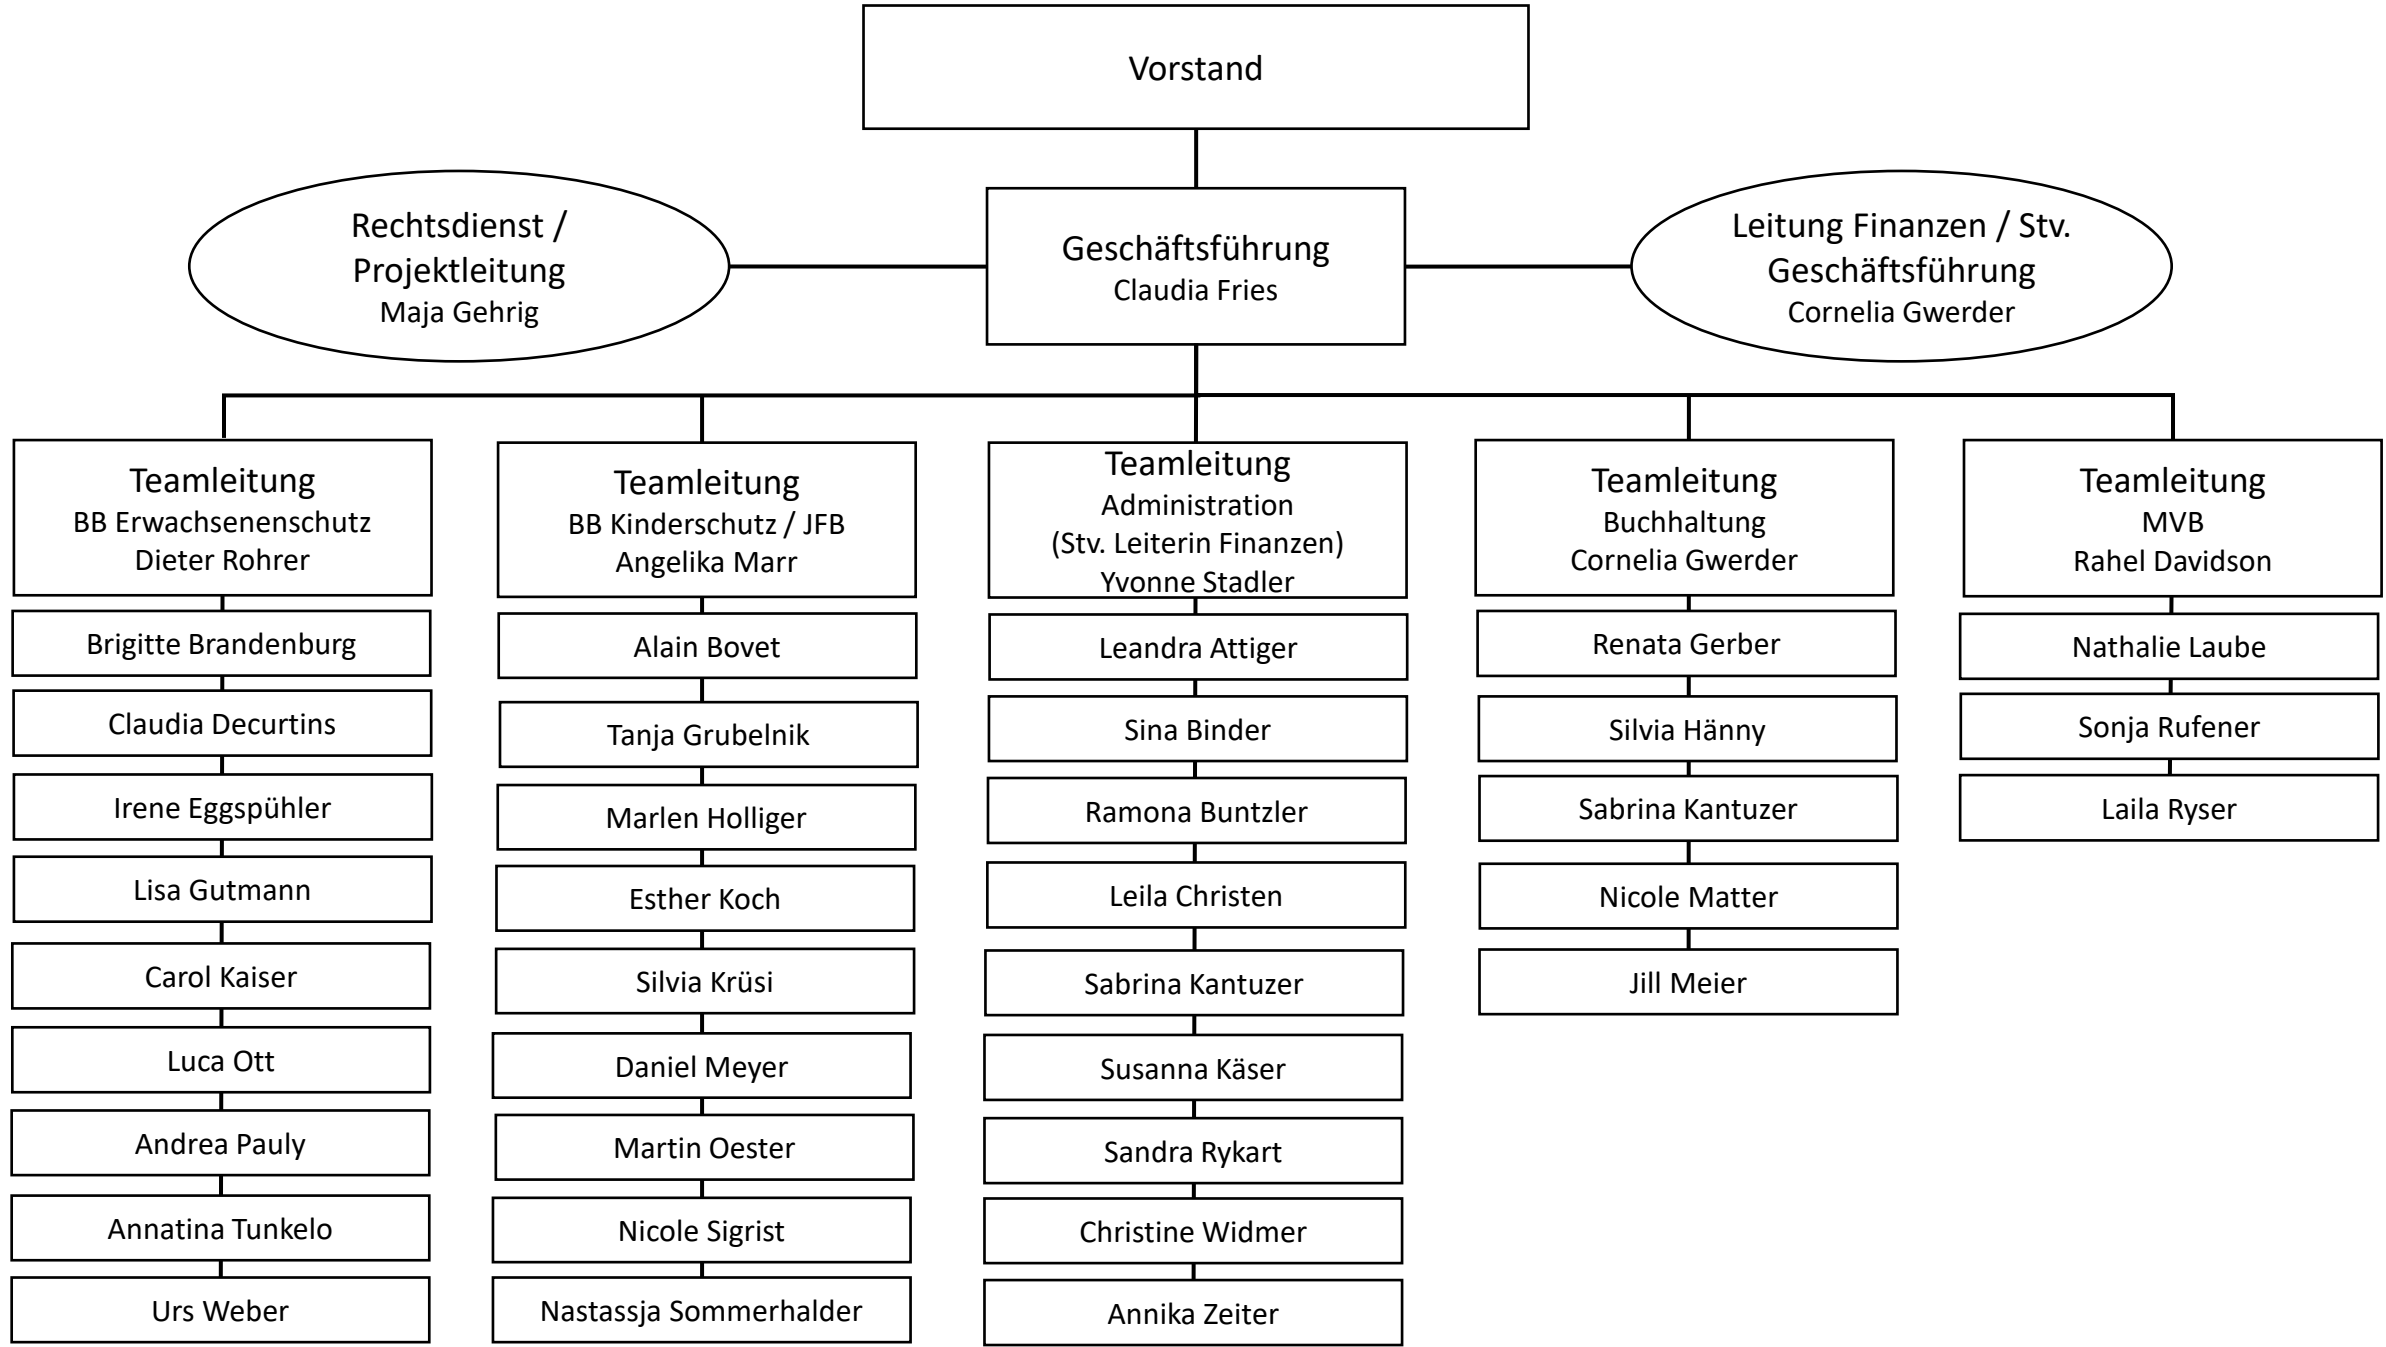 Vorstand
Rechtsdienst /
Projektleitung
Maja Gehrig
Geschäftsführung
Claudia Fries
Leitung Finanzen / Stv.
Geschäftsführung
Cornelia Gwerder
Teamleitung
BB Erwachsenenschutz
Dieter Rohrer
Brigitte Brandenburg
Claudia Decurtins
Irene Eggspühler
Lisa Gutmann
Carol Kaiser
Luca Ott
Andrea Pauly
Annatina Tunkelo
Urs Weber
Teamleitung
BB Kinderschutz / JFB
Angelika Marr
Alain Bovet
Tanja Grubelnik
Marlen Holliger
Esther Koch
Silvia Krüsi
Daniel Meyer
Martin Oester
Nicole Sigrist
Nastassja Sommerhalder
Teamleitung
Administration
(Stv. Leiterin Finanzen)
Yvonne Stadler
Leandra Attiger
Sina Binder
Ramona Buntzler
Leila Christen
Sabrina Kantuzer
Susanna Käser
Sandra Rykart
Christine Widmer
Annika Zeiter
Teamleitung
Buchhaltung
Cornelia Gwerder
Renata Gerber
Silvia Hänny
Sabrina Kantuzer
Nicole Matter
Jill Meier
Teamleitung
MVB
Rahel Davidson
Nathalie Laube
Sonja Rufener
Laila Ryser